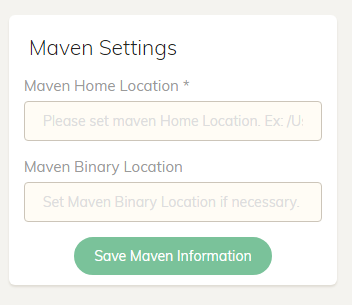 Maven Settings
Maven Home Location *
Please set maven Home Location. Ex: /Us
Maven Binary Location
Set Maven Binary Location if necessary.
Save Maven Information